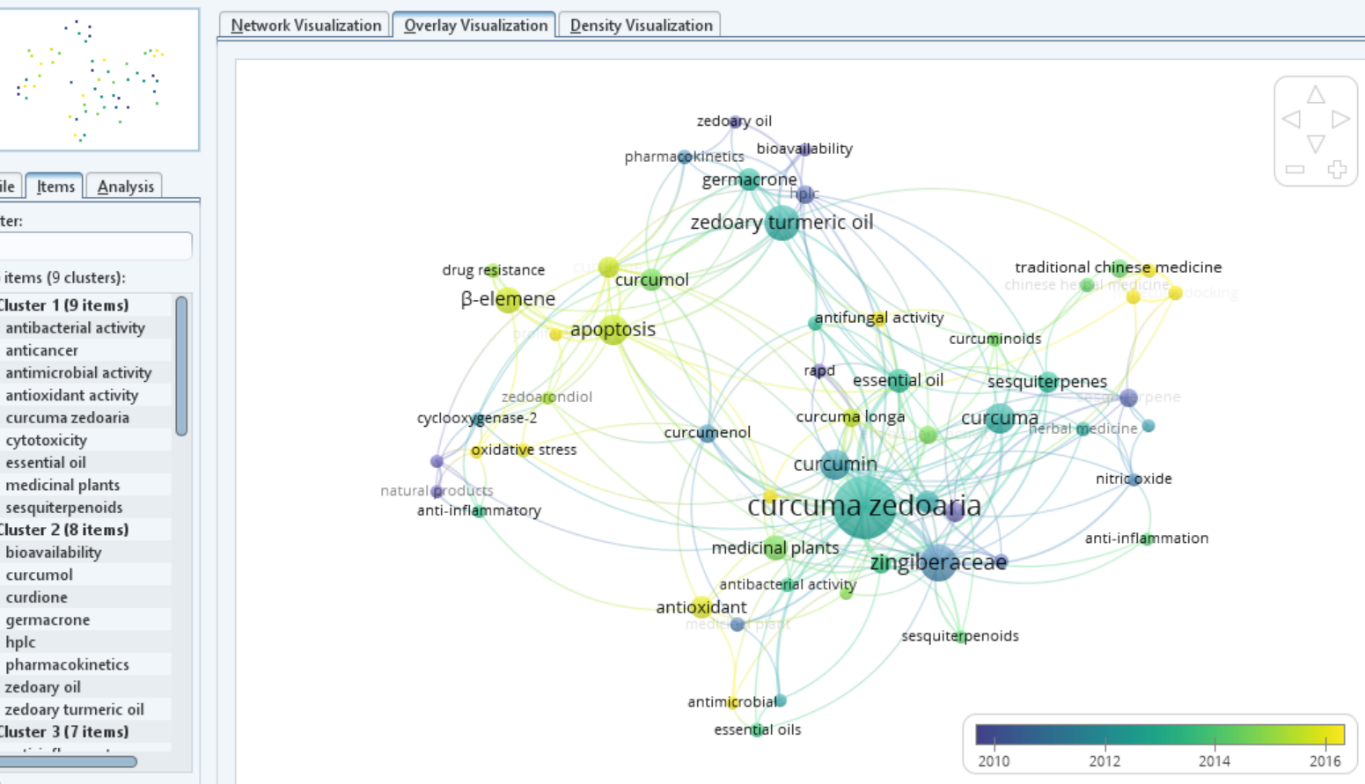 Network Visualization
Overlay Visualization
Density Visualization
ile
Items
Analysis
ter:
items (9 clusters):
Cluster 1 (9 items)
antibacterial activity
anticancer
antimicrobial activity
antioxidant activity
curcuma zedoaria
cytotoxicity
essential oil
medicinal plants
sesquiterpenoids
Cluster 2 (8 items)
bioavailability
curcumol
curdione
germacrone
hplc
pharmacokinetics
zedoary oil
zedoary turmeric oil
Cluster 3 (7 items)
zedoary oil
bioavailability
pharmacokinetics
germacrone
hplc
zedoary turmeric oil
drug resistance
curcumol
traditional chinese medicine
chinese herbal medicine
docking
β-elemene
apoptosis
antifungal activity
curcuminoids
rapd
essential oil
sesquiterpenes
zedoarondiol
cyclooxygenase-2
curcuma longa
curcuma
herbal medicine
curcumenol
oxidative stress
curcumin
nitric oxide
natural products
anti-inflammatory
curcuma zedoaria
anti-inflammation
medicinal plants
zingiberaceae
antibacterial activity
antioxidant
medicinal plant
sesquiterpenoids
antimicrobial
essential oils
2010
2012
2014
2016